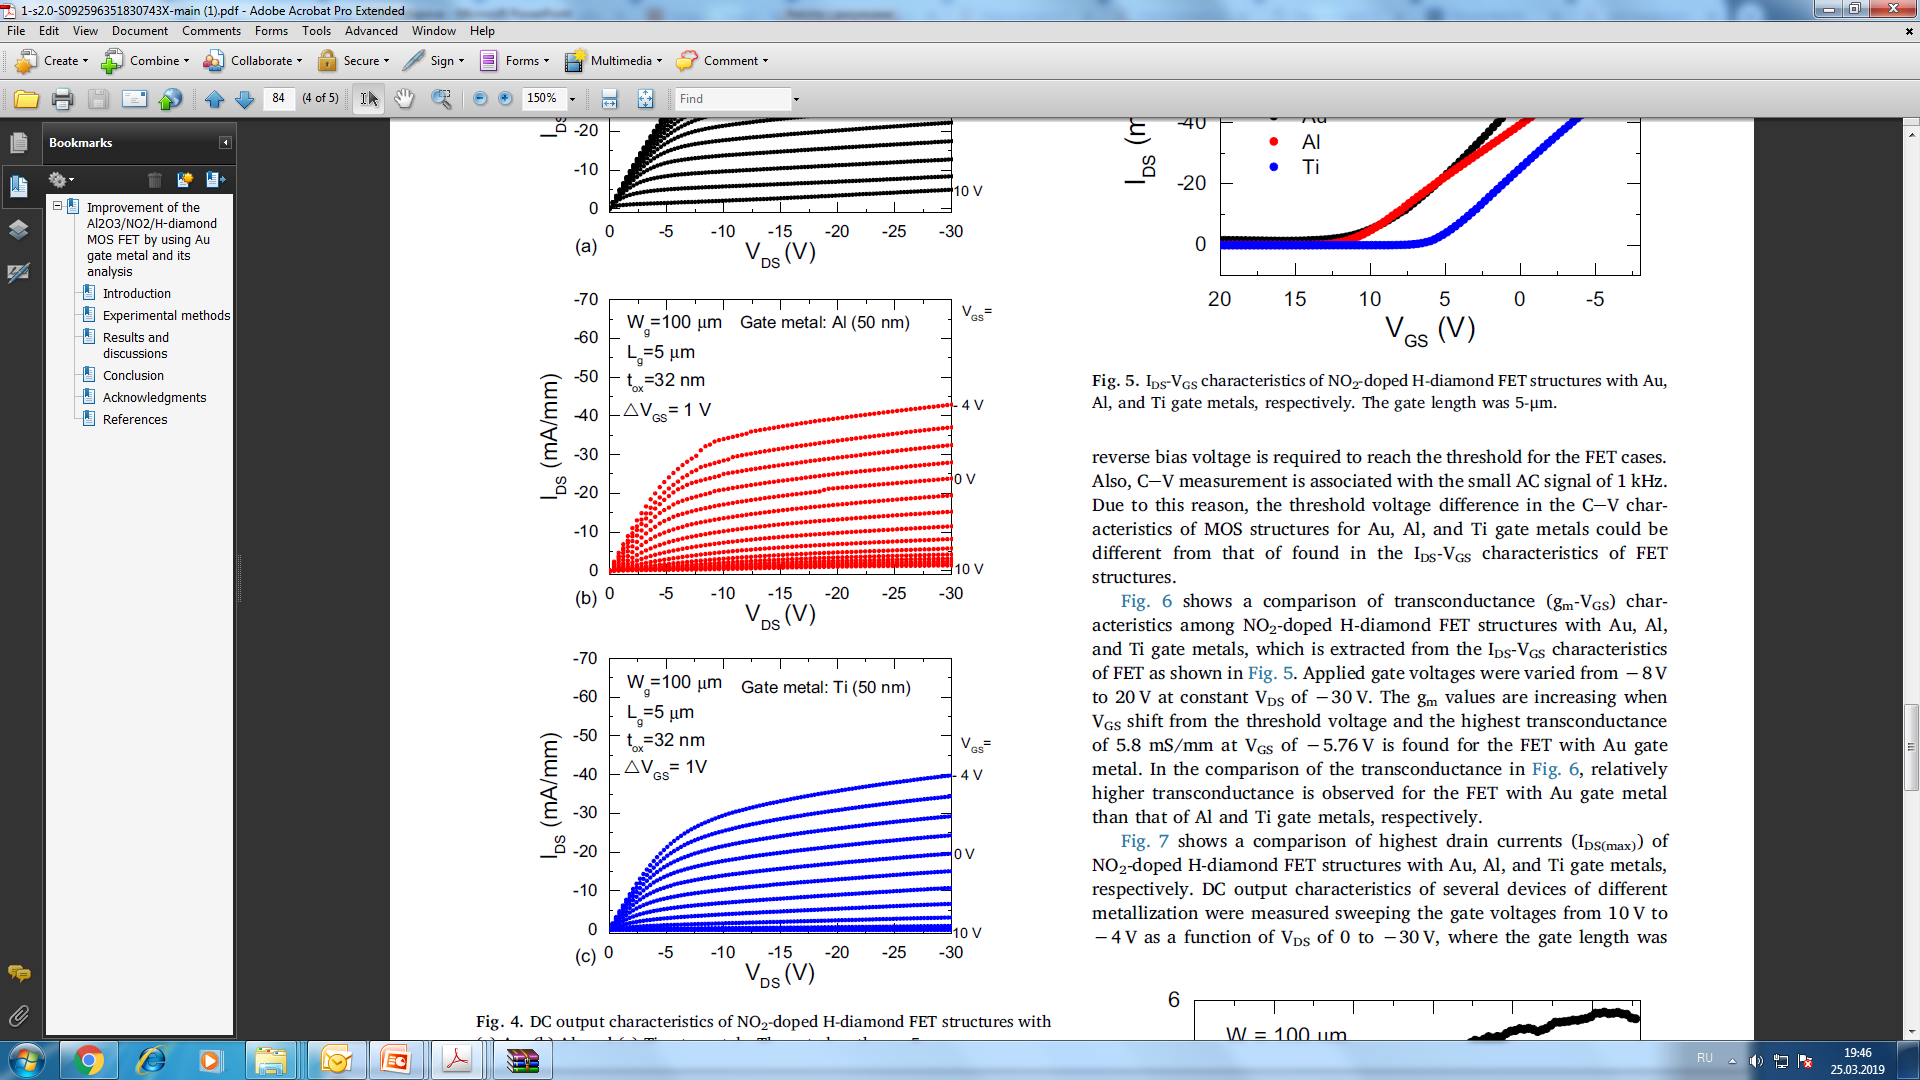 1-s2.0-S092596351830743X-main (1).pdf - Adobe Acrobat Pro Extended
File Edit View Document Comments Forms Tools Advanced Window Help
Create Combine Collaborate Secure Sign Forms Multimedia Comment
84 (4 of 5) 150% Find
Bookmarks
Improvement of the
Al2O3/NO2/H-diamond
MOS FET by using Au
gate metal and its
analysis
Introduction
Experimental methods
Results and
discussions
Conclusion
Acknowledgments
References
-20
-10
0
10 V
0 -5 -10 -15 -20 -25 -30
(a)
VDS (V)
-70
-60
-50
-40
-30
-20
-10
0
IDS (mA/mm)
Wg=100 μm Gate metal: Al (50 nm)
Lg=5 μm
tox=32 nm
△VGS= 1 V
VGS=
- 4 V
0 V
10 V
(b) 0 -5 -10 -15 -20 -25 -30
VDS (V)
-70
-60
-50
-40
-30
-20
-10
0
IDS (mA/mm)
Wg=100 μm Gate metal: Ti (50 nm)
Lg=5 μm
tox=32 nm
△VGS= 1V
VGS=
- 4 V
0 V
10 V
(c) 0 -5 -10 -15 -20 -25 -30
VDS (V)
Fig. 4. DC output characteristics of NO2-doped H-diamond FET structures with
-40
-20
0
IDS (m
Au
Al
Ti
20 15 10 5 0 -5
VGS (V)
Fig. 5. IDS-VGS characteristics of NO2-doped H-diamond FET structures with Au,
Al, and Ti gate metals, respectively. The gate length was 5-μm.
reverse bias voltage is required to reach the threshold for the FET cases.
Also, C−V measurement is associated with the small AC signal of 1 kHz.
Due to this reason, the threshold voltage difference in the C−V char-
acteristics of MOS structures for Au, Al, and Ti gate metals could be
different from that of found in the IDS-VGS characteristics of FET
structures.
Fig. 6 shows a comparison of transconductance (gm-VGS) char-
acteristics among NO2-doped H-diamond FET structures with Au, Al,
and Ti gate metals, which is extracted from the IDS-VGS characteristics
of FET as shown in Fig. 5. Applied gate voltages were varied from −8 V
to 20 V at constant VDS of −30 V. The gm values are increasing when
VGS shift from the threshold voltage and the highest transconductance
of 5.8 mS/mm at VGS of −5.76 V is found for the FET with Au gate
metal. In the comparison of the transconductance in Fig. 6, relatively
higher transconductance is observed for the FET with Au gate metal
than that of Al and Ti gate metals, respectively.
Fig. 7 shows a comparison of highest drain currents (IDS(max)) of
NO2-doped H-diamond FET structures with Au, Al, and Ti gate metals,
respectively. DC output characteristics of several devices of different
metallization were measured sweeping the gate voltages from 10 V to
−4 V as a function of VDS of 0 to −30 V, where the gate length was
6
W = 100 μm
RU
19:46
25.03.2019